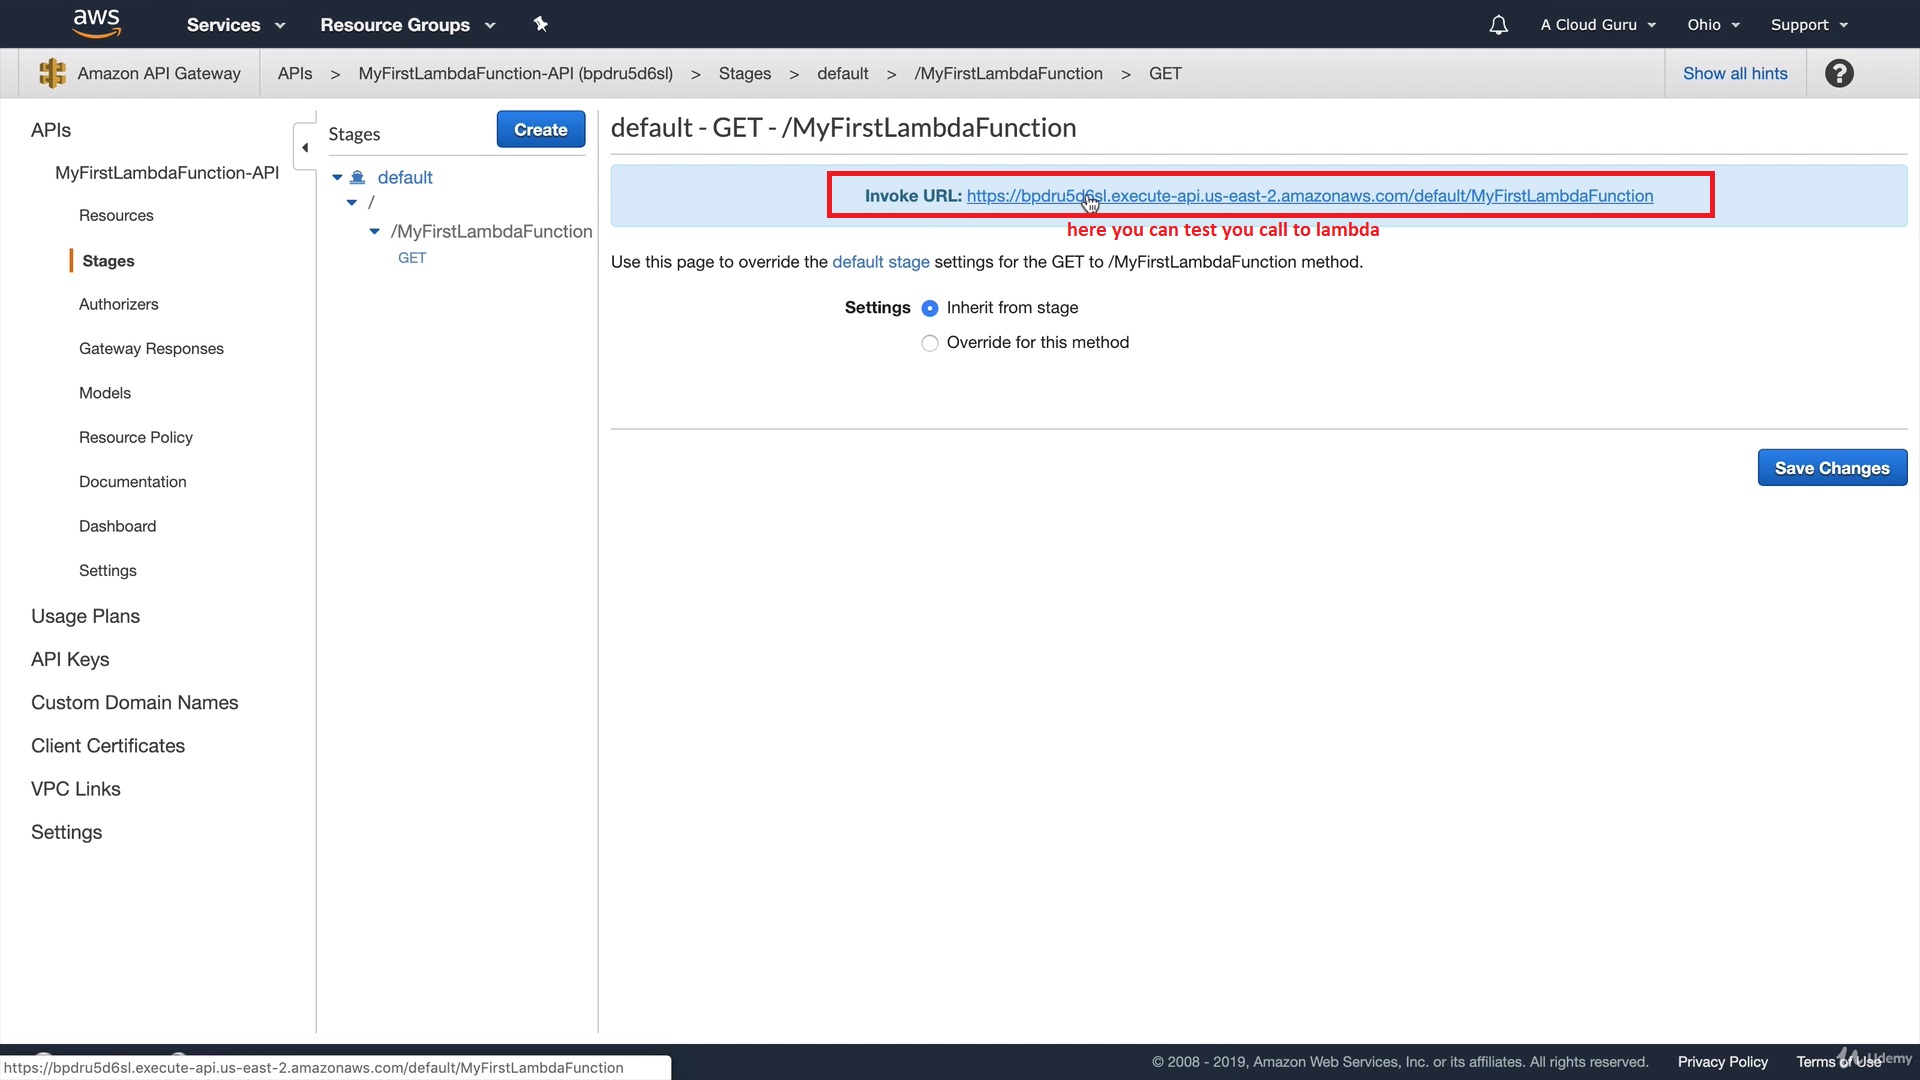 aws
Services
Resource Groups
A Cloud Guru
Ohio
Support
Amazon API Gateway
APIs > MyFirstLambdaFunction-API (bpdru5d6sl) > Stages > default > /MyFirstLambdaFunction > GET
Show all hints
?
APIs
MyFirstLambdaFunction-API
Resources
Stages
Authorizers
Gateway Responses
Models
Resource Policy
Documentation
Dashboard
Settings
Usage Plans
API Keys
Custom Domain Names
Client Certificates
VPC Links
Settings
Stages
Create
default
/
/MyFirstLambdaFunction
GET
default - GET - /MyFirstLambdaFunction
Invoke URL: https://bpdru5d6sl.execute-api.us-east-2.amazonaws.com/default/MyFirstLambdaFunction
here you can test you call to lambda
Use this page to override the default stage settings for the GET to /MyFirstLambdaFunction method.
Settings
Inherit from stage
Override for this method
Save Changes
https://bpdru5d6sl.execute-api.us-east-2.amazonaws.com/default/MyFirstLambdaFunction
© 2008 - 2019, Amazon Web Services, Inc. or its affiliates. All rights reserved.
Privacy Policy
Terms of Use
Udemy